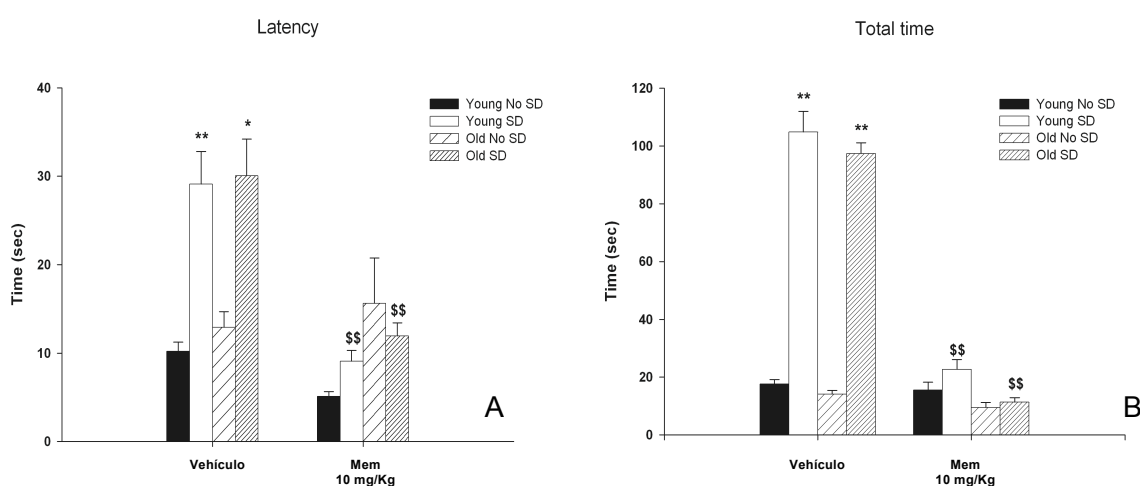 Latency
40
30
20
10
0
Time (sec)
Young No SD
Young SD
Old No SD
Old SD
**
*
$$
$$
A
Vehículo
Mem
10 mg/Kg
Total time
120
100
80
60
40
20
0
Time (sec)
Young No SD
Young SD
Old No SD
Old SD
**
**
$$
$$
B
Vehículo
Mem
10 mg/Kg